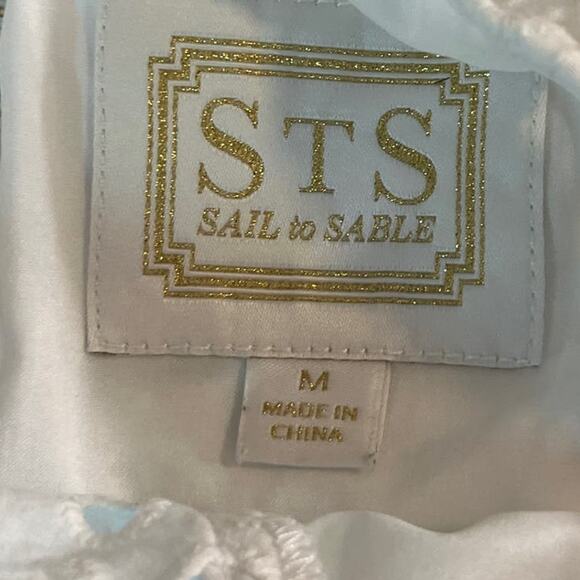 STS
SAIL to SABLE
M
MADE IN
CHINA